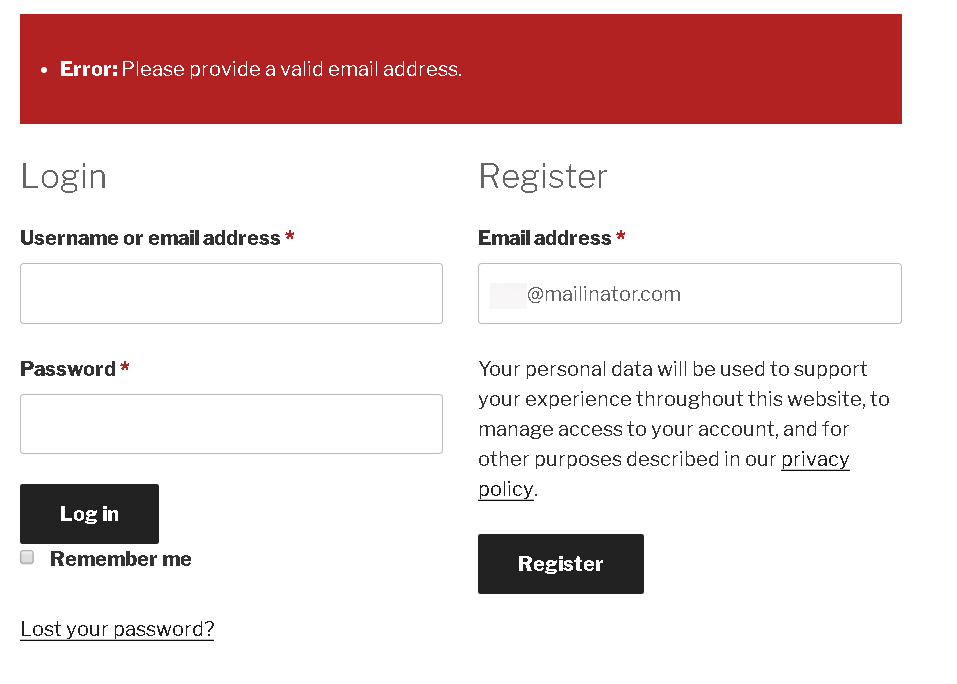 Error: Please provide a valid email address.
Login
Username or email address *
Password *
Log in
Remember me
Lost your password?
Register
Email address *
@mailinator.com
Your personal data will be used to support
your experience throughout this website, to
manage access to your account, and for
other purposes described in our privacy
policy.
Register